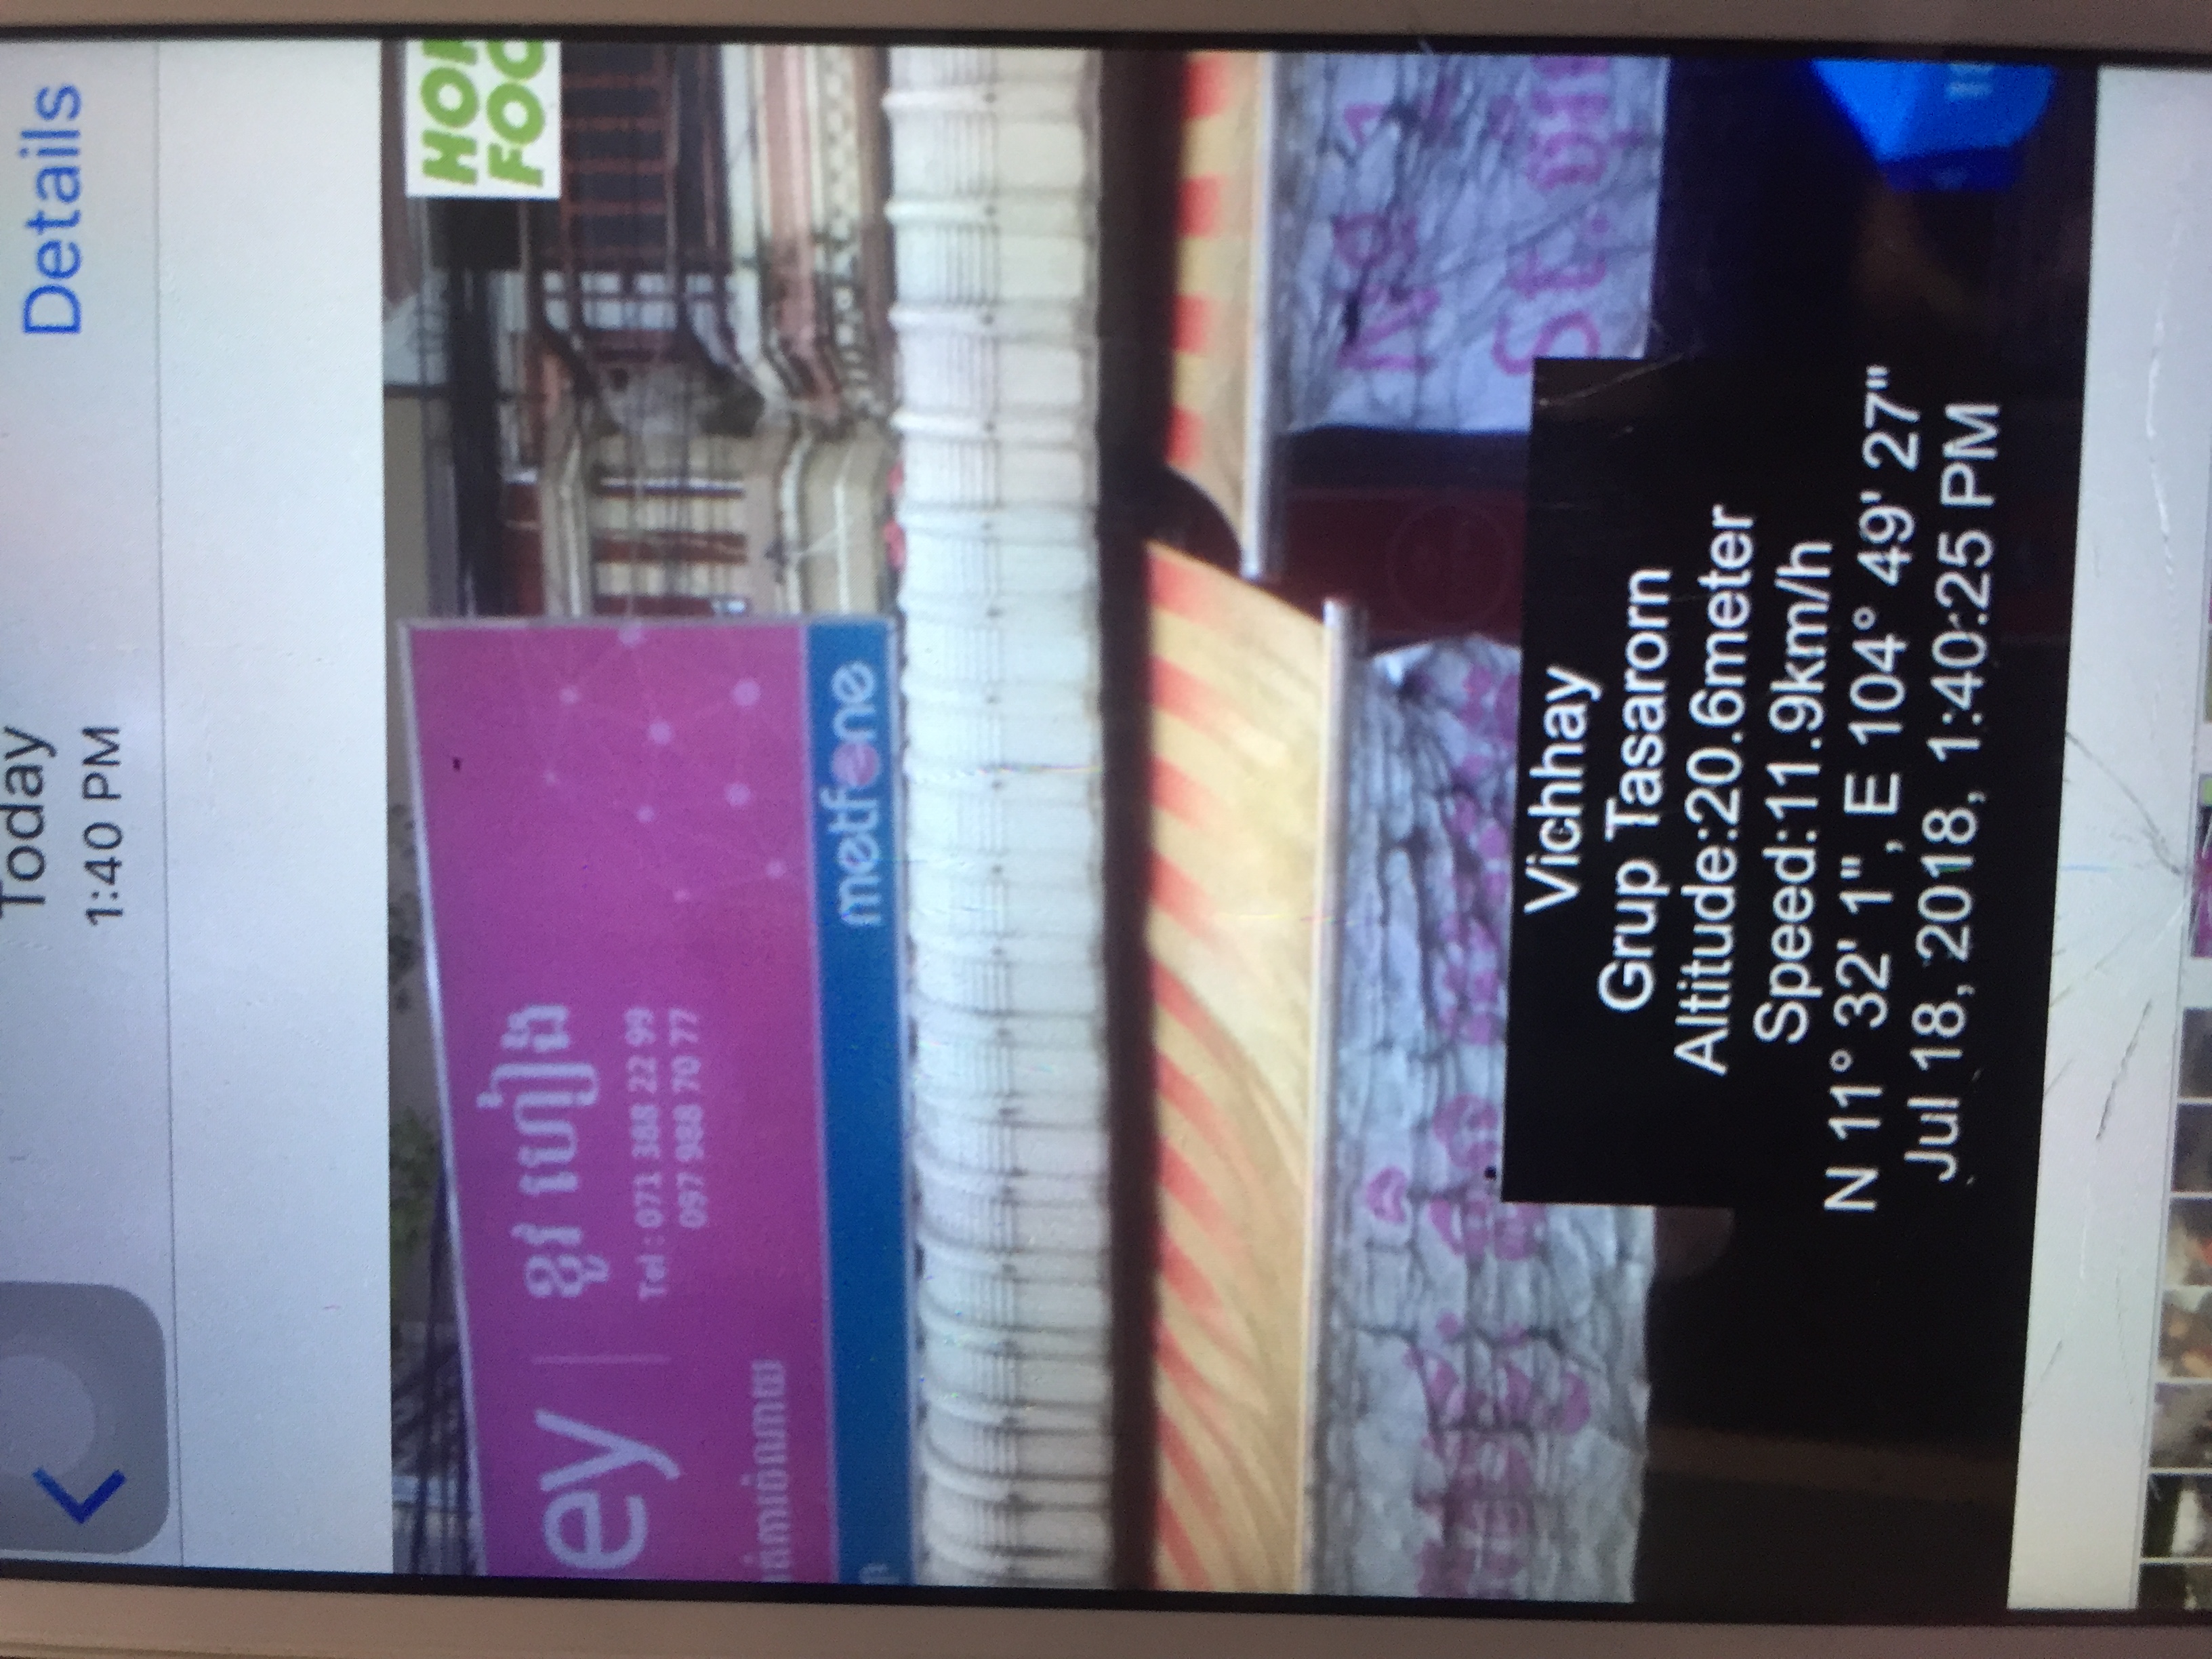 Today
1:40 PM
Details
ey
ខូវ ហៀង
Tel : 071 388 22 99
097 988 70 77
metfone
Vichhay
Grup Tasarorn
Altitude:20.6meter
Speed:11.9km/h
N 11° 32' 1", E 104° 49' 27"
Jul 18, 2018, 1:40:25 PM